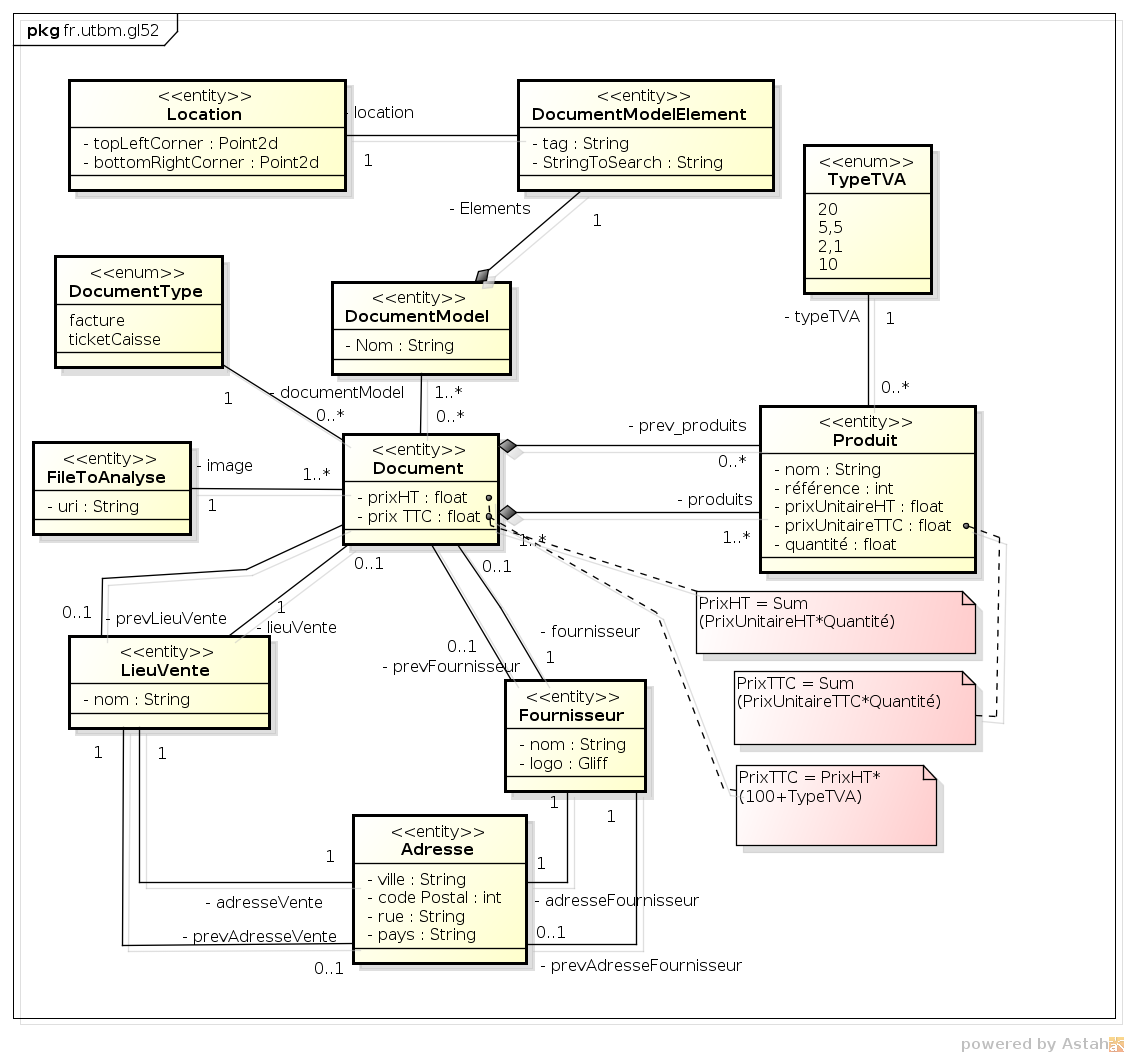 pkg fr.utbm.gl52
<<entity>>
Location
- topLeftCorner : Point2d
- bottomRightCorner : Point2d
- location
1
<<entity>>
DocumentModelElement
- tag : String
- StringToSearch : String
- Elements
1
<<enum>>
TypeTVA
20
5,5
2,1
10
- typeTVA
1
0..*
<<enum>>
DocumentType
facture
ticketCaisse
1
0..*
<<entity>>
DocumentModel
- Nom : String
- documentModel
1..*
0..*
<<entity>>
FileToAnalyse
- uri : String
- image
1
1..*
<<entity>>
Document
- prixHT : float
- prix TTC : float
- prev_produits
0..*
- produits
1..*
1..*
<<entity>>
Produit
- nom : String
- référence : int
- prixUnitaireHT : float
- prixUnitaireTTC : float
- quantité : float
0..1
0..1
0..1
- prevLieuVente
1
- lieuVente
0..1
- prevFournisseur
- fournisseur
1
PrixHT = Sum
(PrixUnitaireHT*Quantité)
PrixTTC = Sum
(PrixUnitaireTTC*Quantité)
PrixTTC = PrixHT*
(100+TypeTVA)
<<entity>>
LieuVente
- nom : String
1
1
<<entity>>
Fournisseur
- nom : String
- logo : Gliff
1
1
<<entity>>
Adresse
- ville : String
- code Postal : int
- rue : String
- pays : String
1
- adresseVente
- prevAdresseVente
0..1
1
- adresseFournisseur
0..1
- prevAdresseFournisseur
powered by Astah